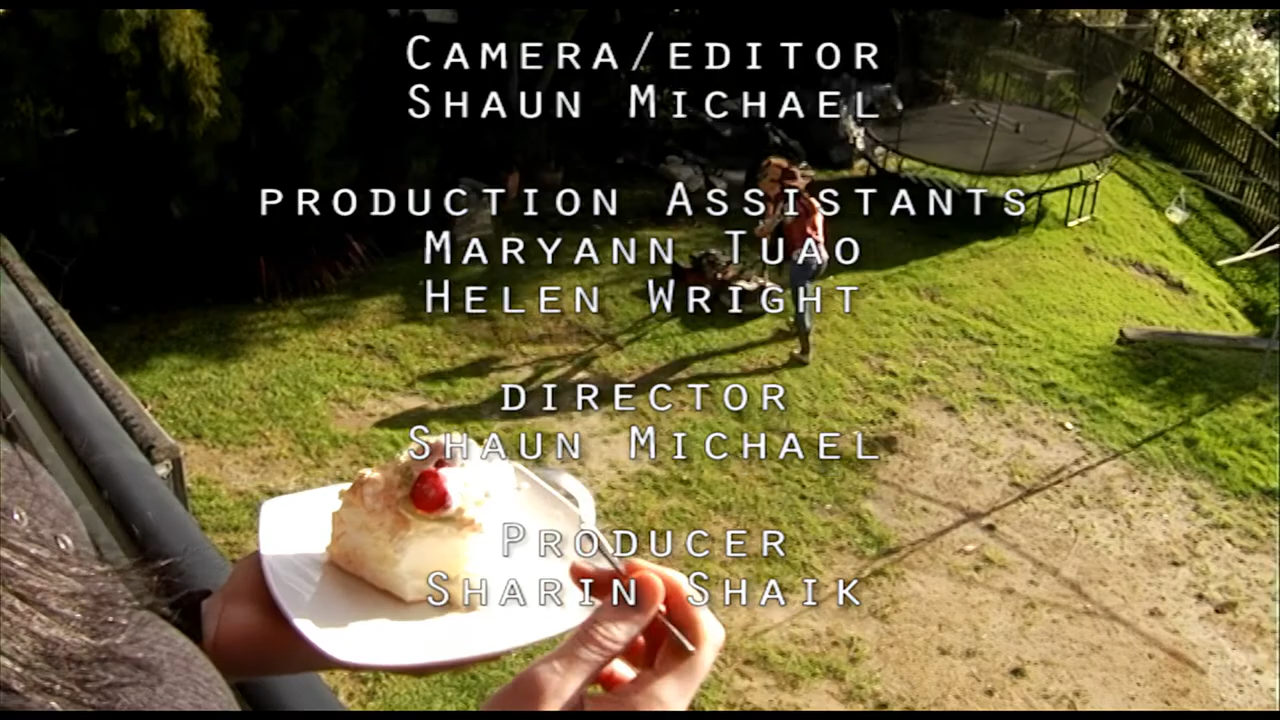 Camera/editor
Shaun Michael
production Assistants
Maryann Tuao
Helen Wright
director
Shaun Michael
Producer
Sharin Shaik